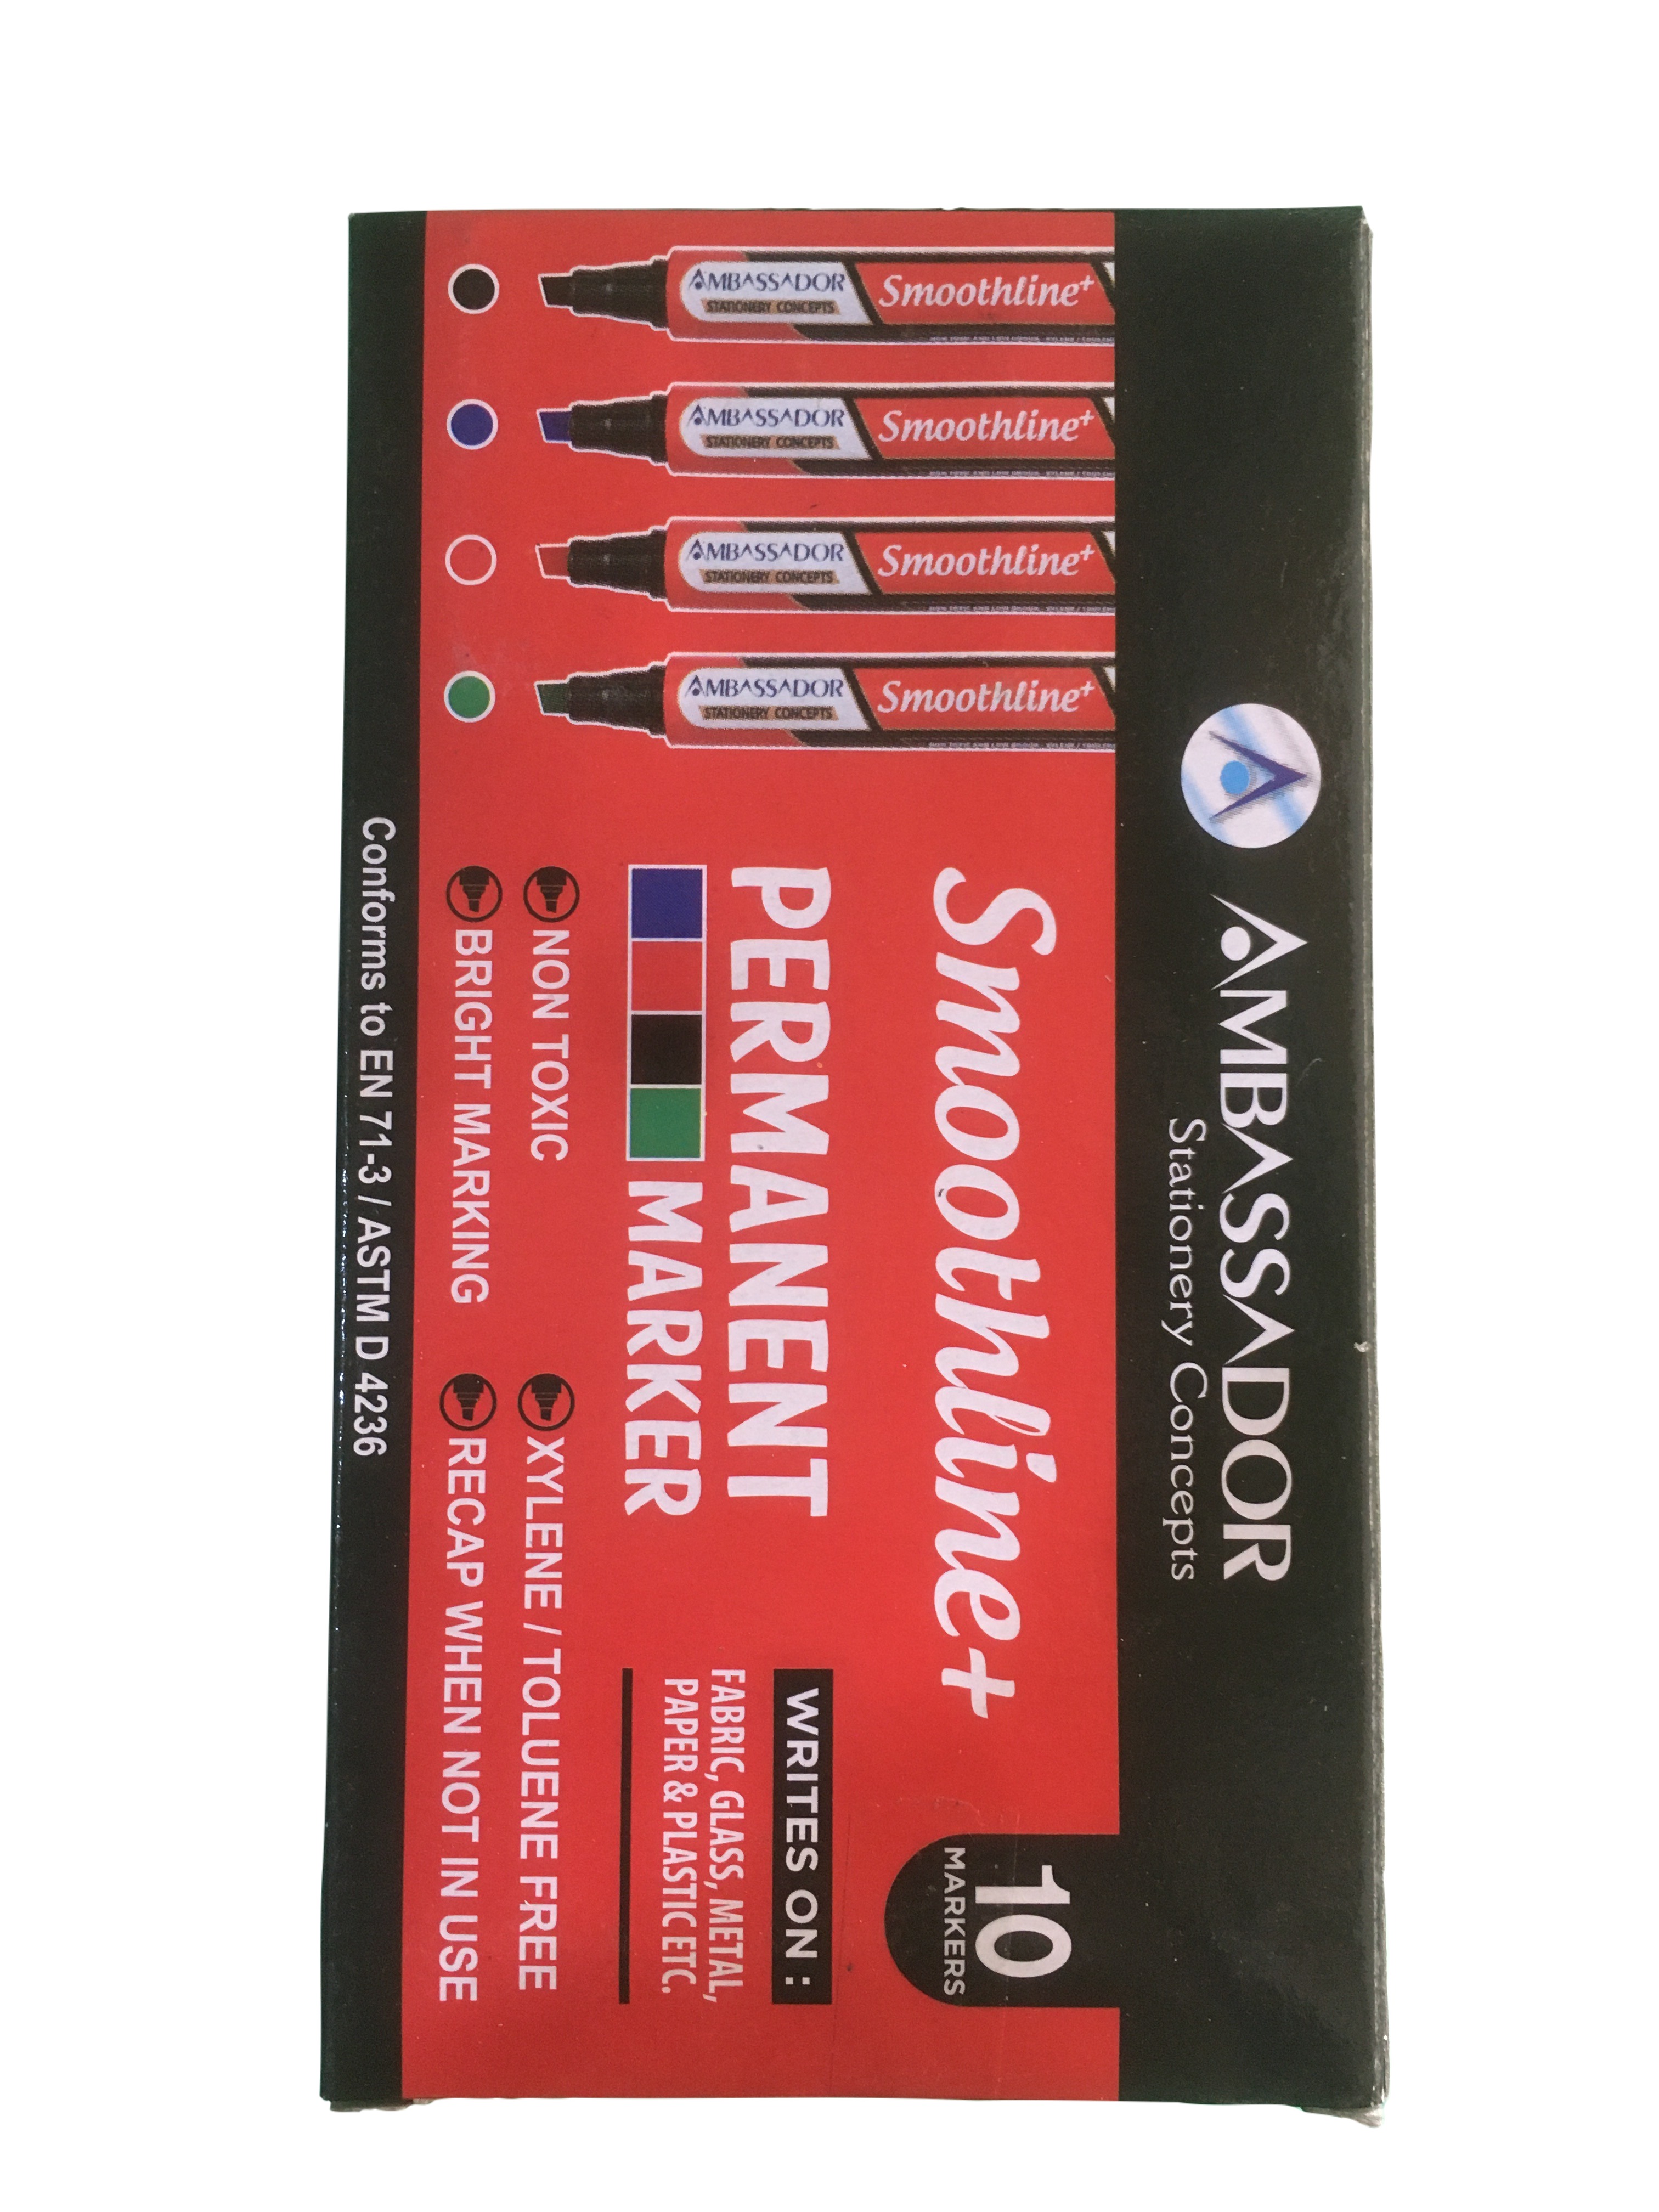 AMBASSADOR
Stationery Concepts
10
MARKERS
Smoothline+
PERMANENT
MARKER
WRITES ON :
FABRIC, GLASS, METAL,
PAPER & PLASTIC ETC.
NON TOXIC
XYLENE / TOLUENE FREE
BRIGHT MARKING
RECAP WHEN NOT IN USE
Conforms to EN 71-3 / ASTM D 4236
AMBASSADOR
STATIONERY CONCEPTS
Smoothline+
AMBASSADOR
STATIONERY CONCEPTS
Smoothline+
AMBASSADOR
STATIONERY CONCEPTS
Smoothline+
AMBASSADOR
STATIONERY CONCEPTS
Smoothline+